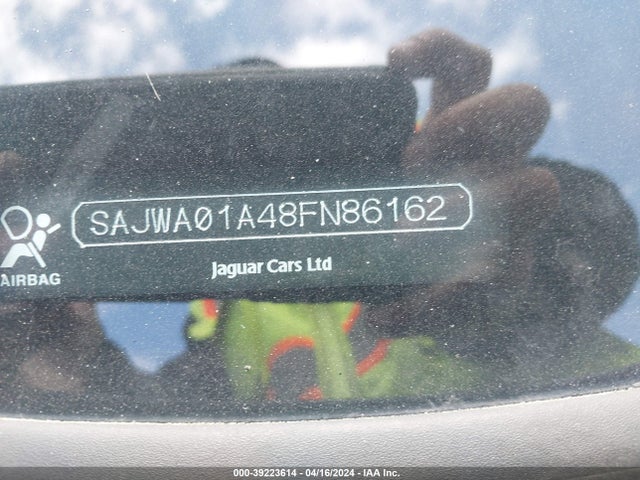 SAJWA01A48FN86162
AIRBAG
Jaguar Cars Ltd
000-39223614 - 04/16/2024 - IAA Inc.